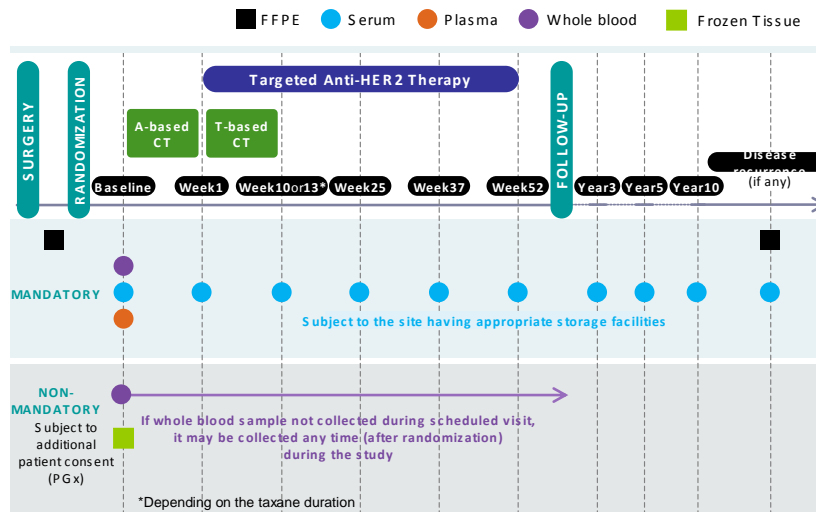 FFPE Serum Plasma Whole blood Frozen Tissue
SURGERY
RANDOMIZATION
Targeted Anti-HER2 Therapy
A-based
CT
T-based
CT
FOLLOW-UP
Baseline Week1 Week10or13* Week25 Week37 Week52 Year3 Year5 Year10
Disease
recurrence
(if any)
MANDATORY
Subject to the site having appropriate storage facilities
NON-
MANDATORY
Subject to
additional
patient consent
(PGx)
If whole blood sample not collected during scheduled visit,
it may be collected any time (after randomization)
during the study
*Depending on the taxane duration